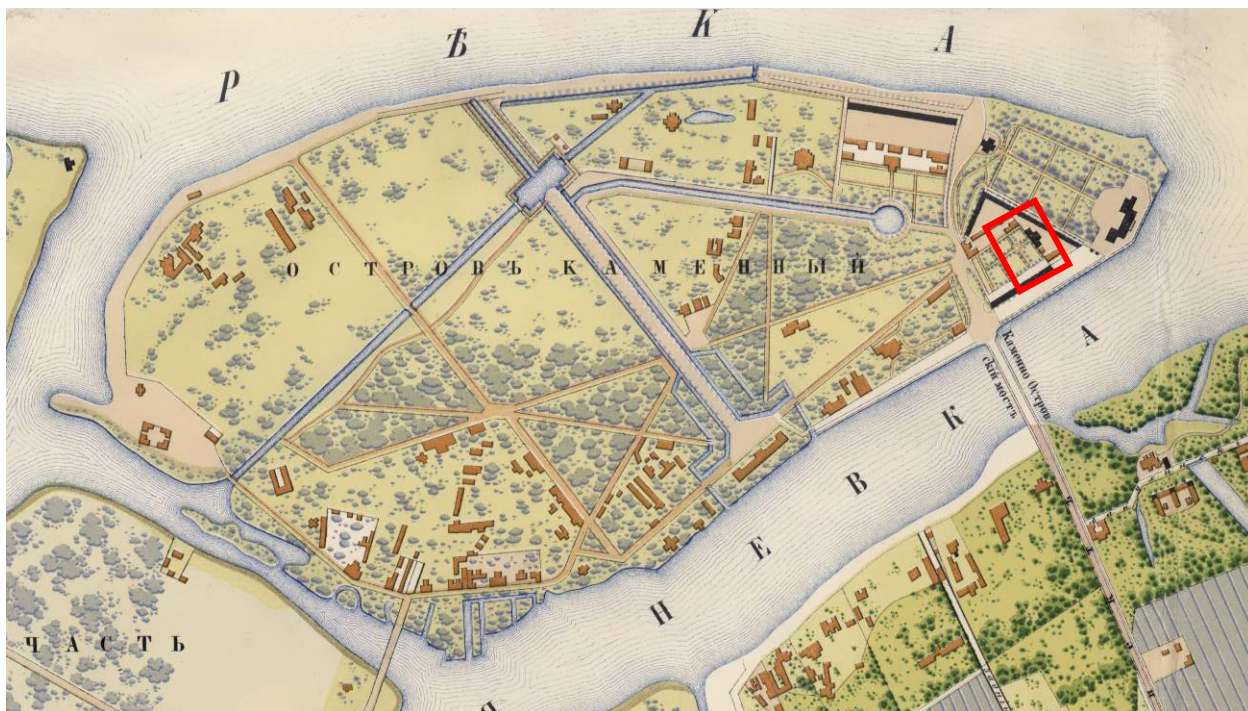 Р Ѣ К А
ОСТРОВЪ КАМЕННЫЙ
Каменно Остров
скій мостъ
Н Е В К А
ЧАСТЬ